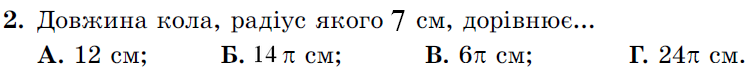 2. Довжина кола, радіус якого 7 см, дорівнює...
А. 12 см; Б. 14 π см; В. 6π см; Г. 24π см.